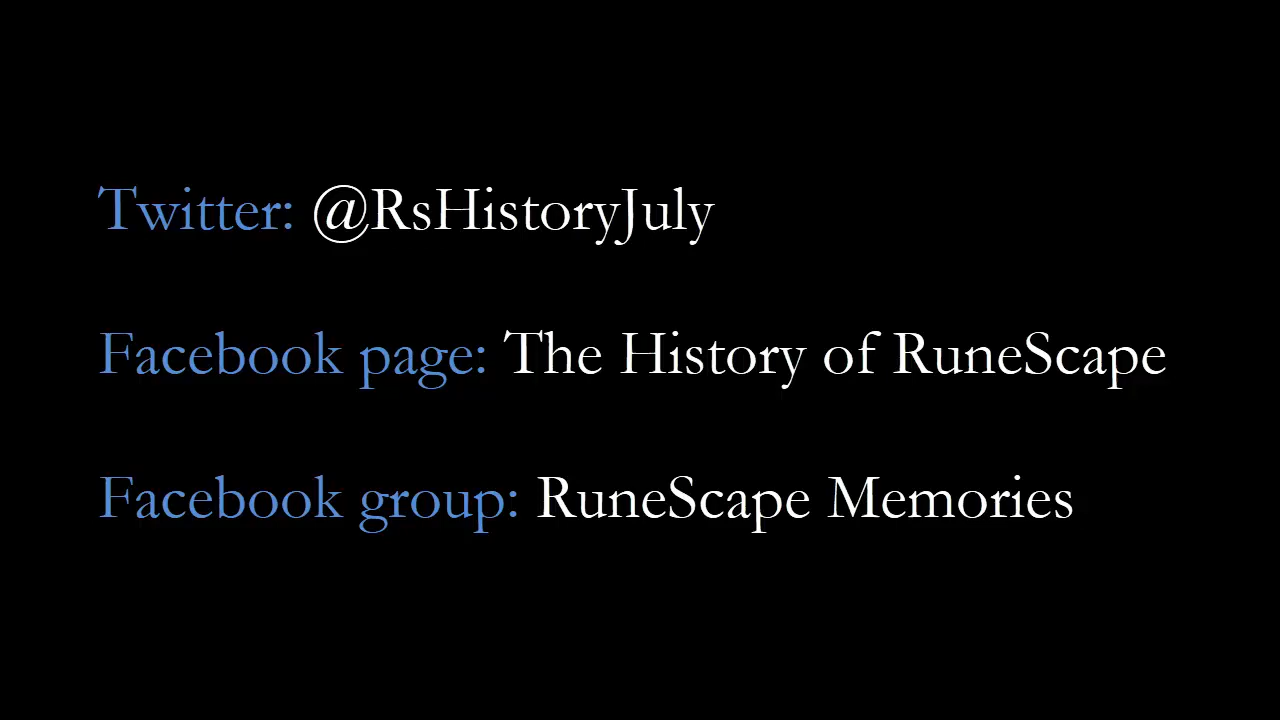 Twitter: @RsHistoryJuly
Facebook page: The History of RuneScape
Facebook group: RuneScape Memories